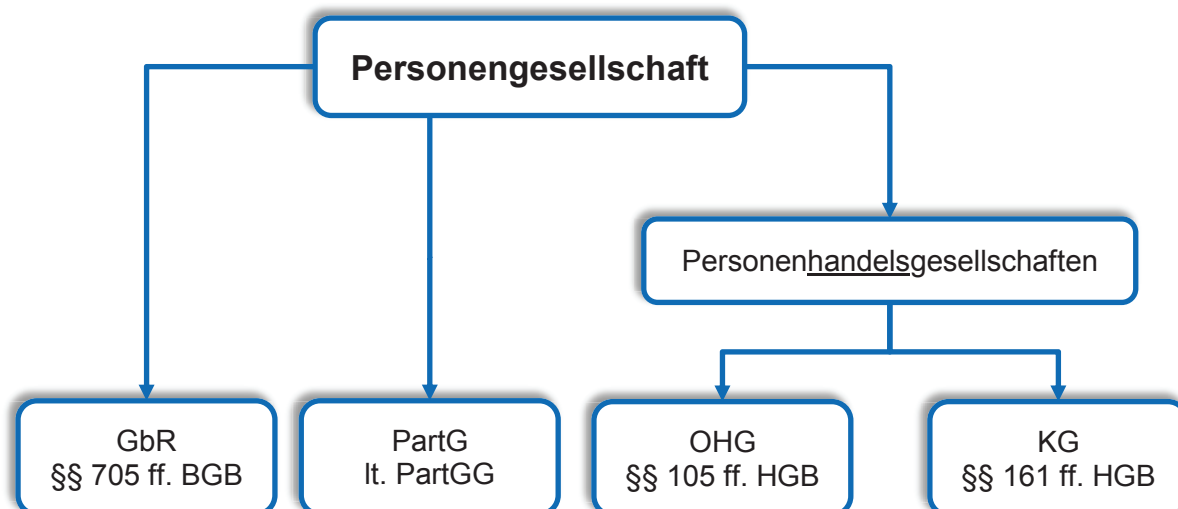 Personengesellschaft
Personenhandelsgesellschaften
GbR
§§ 705 ff. BGB
PartG
lt. PartGG
OHG
§§ 105 ff. HGB
KG
§§ 161 ff. HGB